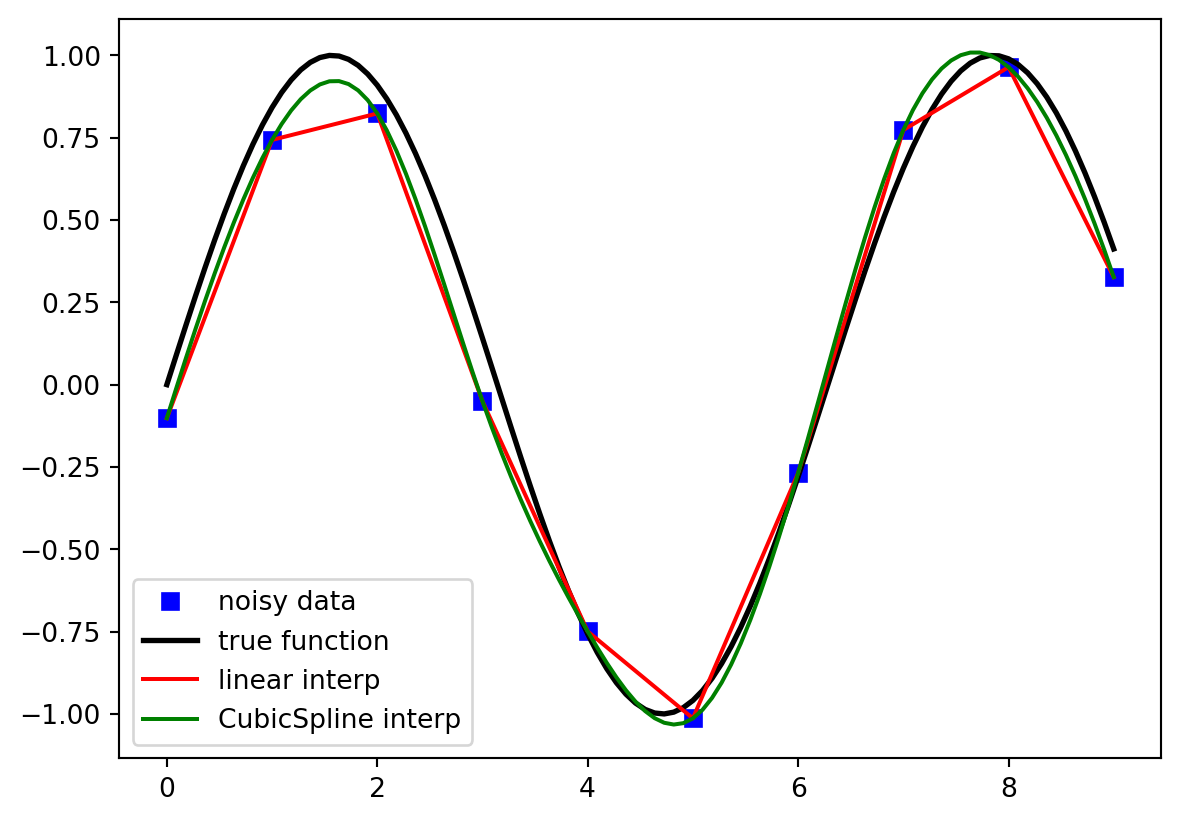 1.00
0.75
0.50
0.25
0.00
−0.25
−0.50
−0.75
−1.00
noisy data
true function
linear interp
CubicSpline interp
0 2 4 6 8